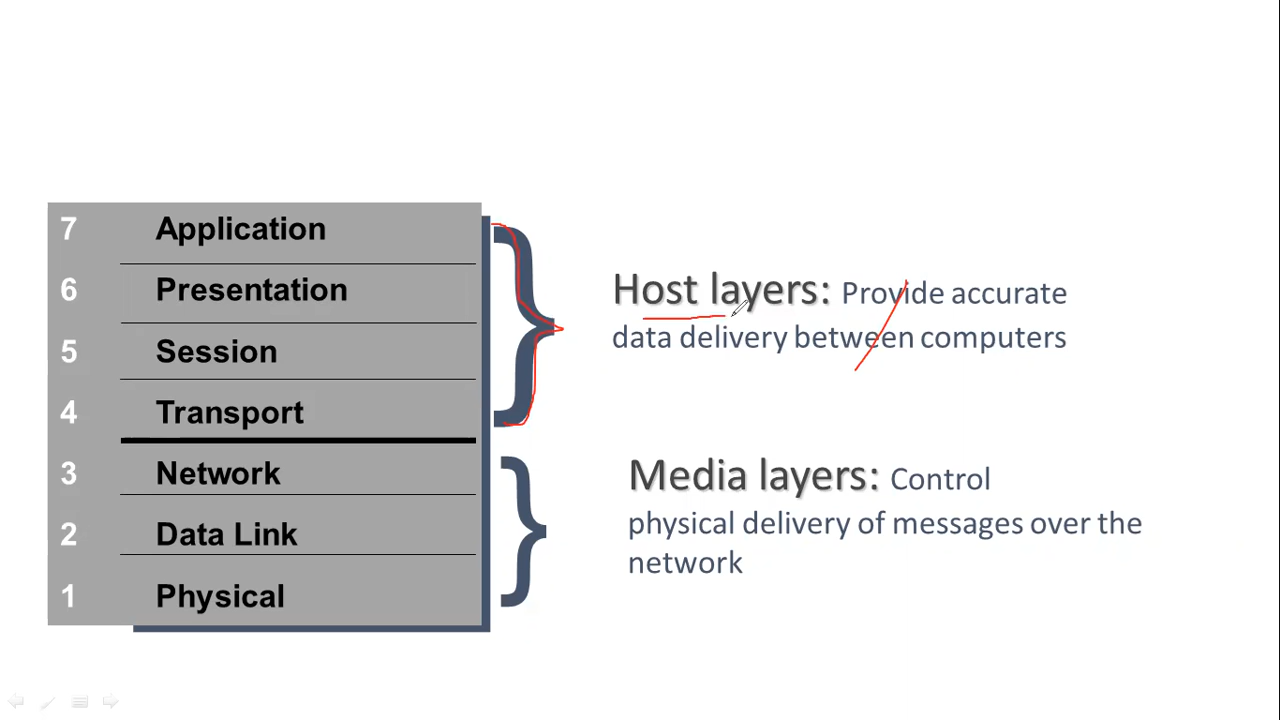 7 Application
6 Presentation
5 Session
4 Transport
3 Network
2 Data Link
1 Physical
Host layers: Provide accurate
data delivery between computers
Media layers: Control
physical delivery of messages over the
network